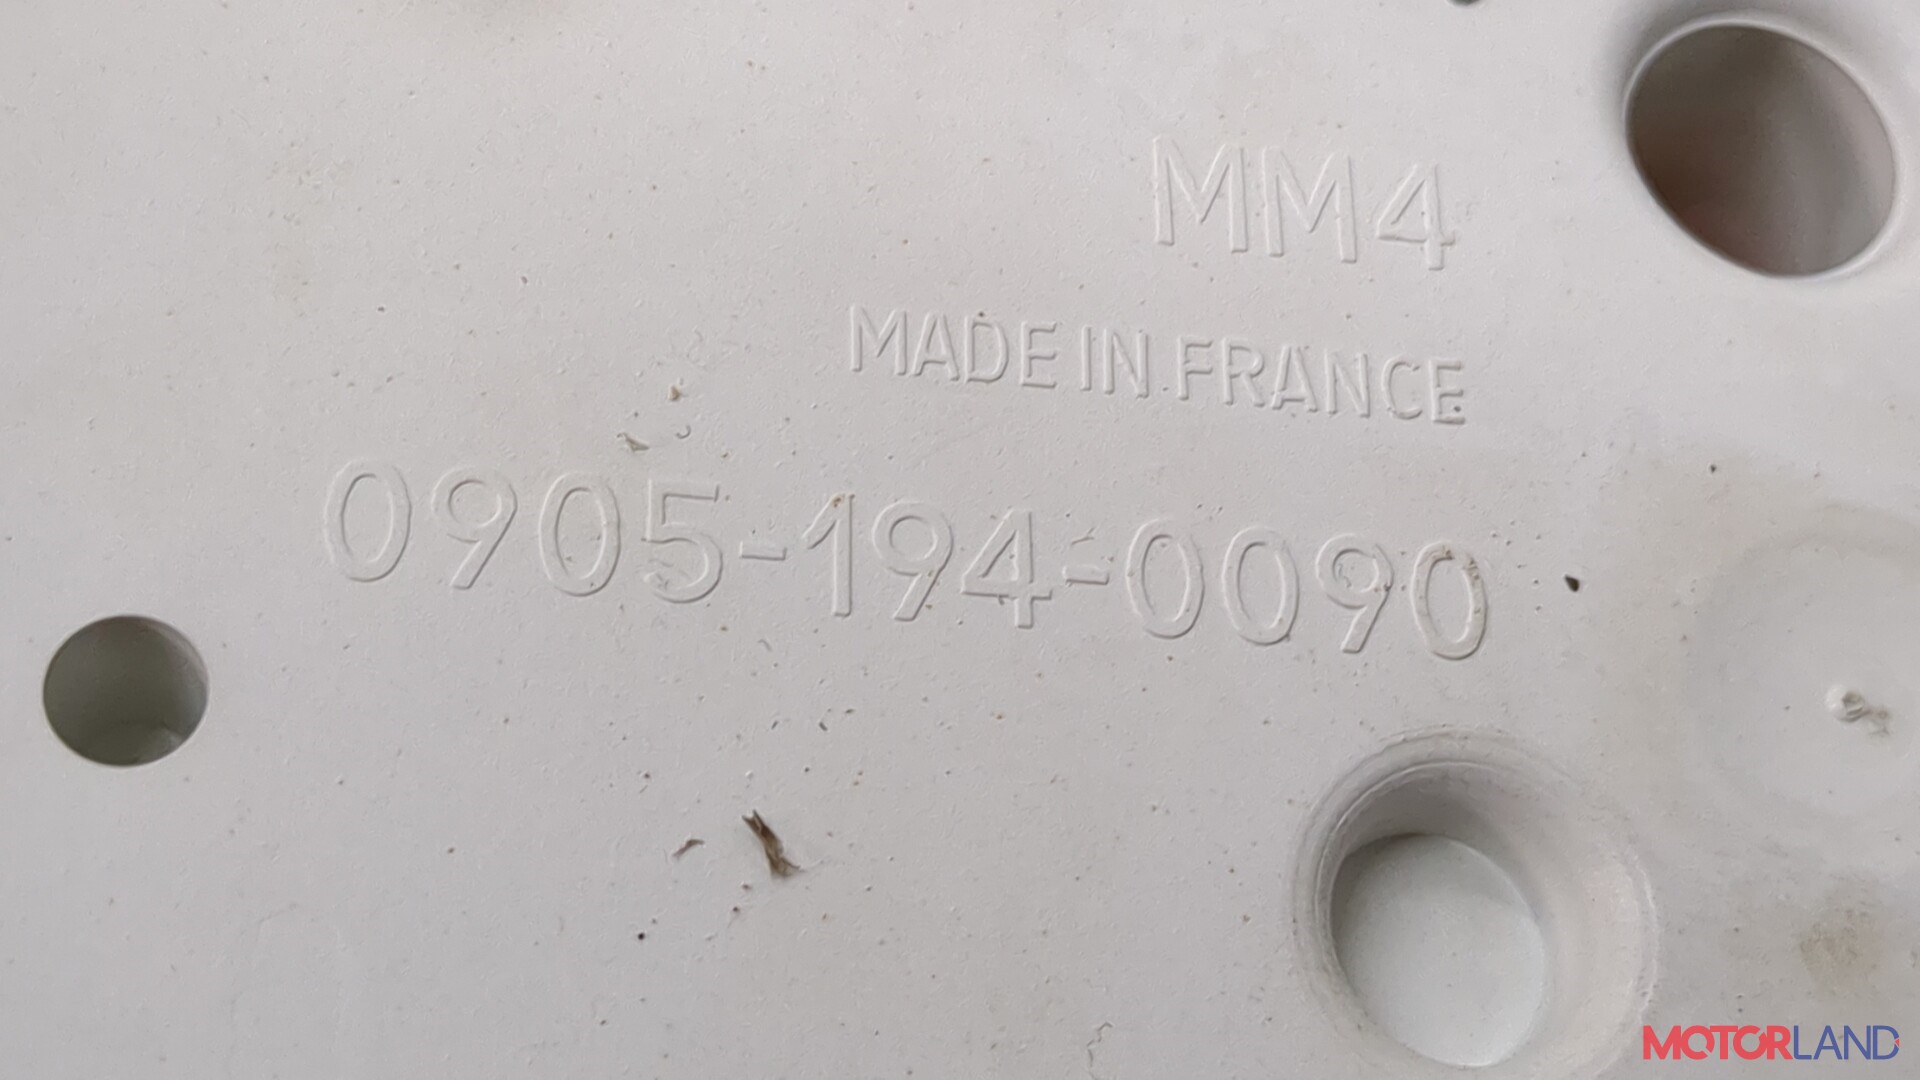 MM4
MADE IN FRANCE
0905-194-0090
MOTORLAND